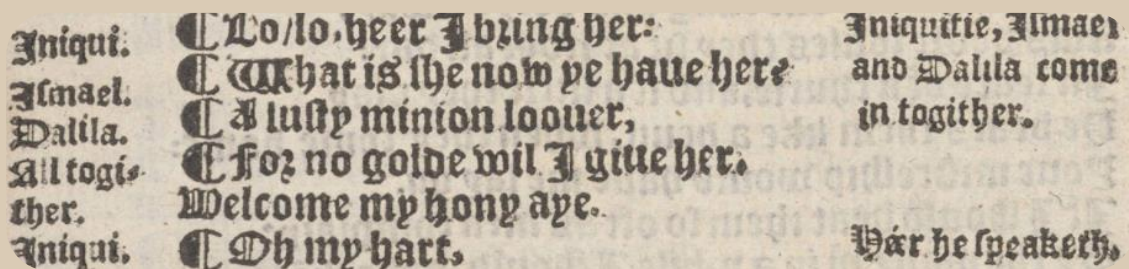 Iniqui. ¶ Lo/lo, heer I bring her: Iniquitie, Ismael
Ismael. ¶ What is she now ye haue her? and Dalila come
Dalila. ¶ A lusty minion loouer, in togither.
All togi- ¶ For no golde wil I giue her.
ther. Welcome my hony aye.
Iniqui. ¶ Oh my hart, Héer he speaketh,